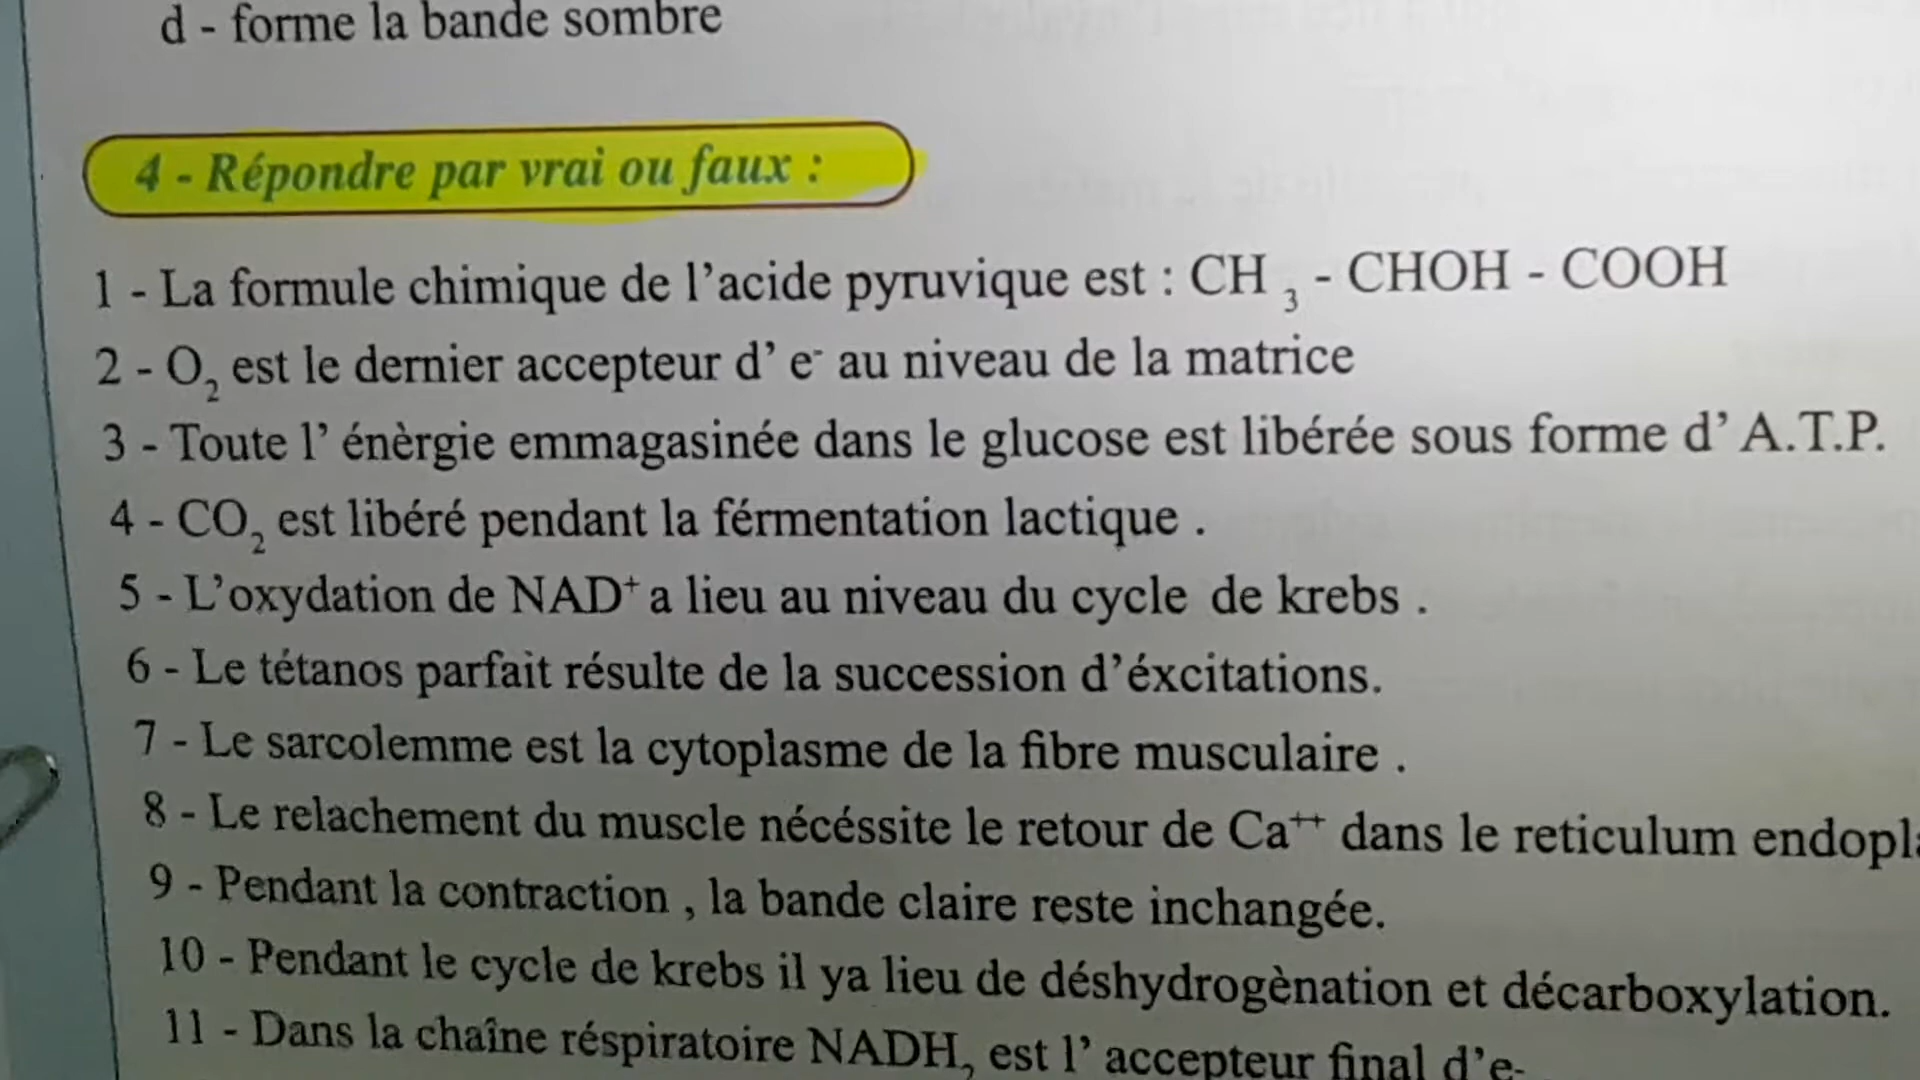 d - forme la bande sombre
4 - Répondre par vrai ou faux :
1 - La formule chimique de l’acide pyruvique est : CH₃ - CHOH - COOH
2 - O₂ est le dernier accepteur d’ e⁻ au niveau de la matrice
3 - Toute l’ énèrgie emmagasinée dans le glucose est libérée sous forme d’ A.T.P.
4 - CO₂ est libéré pendant la férmentation lactique .
5 - L’oxydation de NAD⁺ a lieu au niveau du cycle de krebs .
6 - Le tétanos parfait résulte de la succession d’éxcitations.
7 - Le sarcolemme est la cytoplasme de la fibre musculaire .
8 - Le relachement du muscle nécéssite le retour de Ca⁺⁺ dans le reticulum
9 - Pendant la contraction , la bande claire reste inchangée.
10 - Pendant le cycle de krebs il ya lieu de déshydrogènation et décarboxylation.
11 - Dans la chaîne réspiratoire NADH₂ est l’ accepteur final d’e-